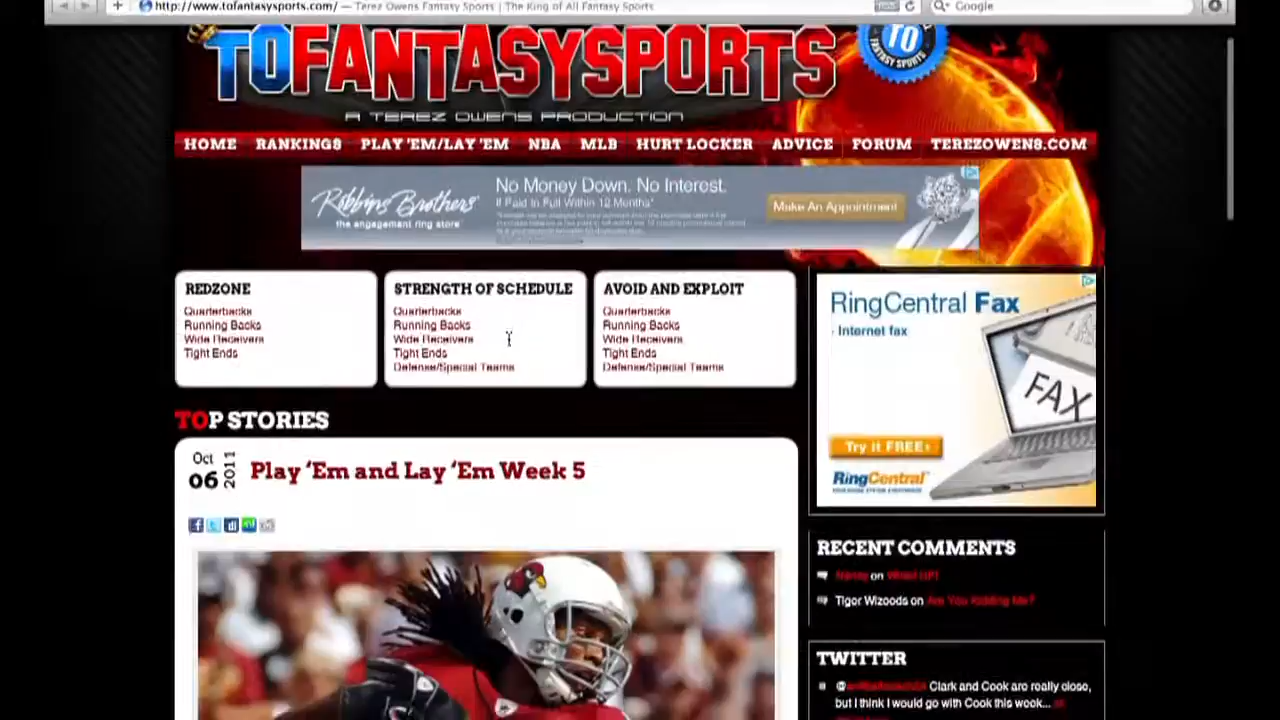 http://www.tofantasysports.com/ — Terez Owens Fantasy Sports | The King of All Fantasy Sports
Google
TOFANTASYSPORTS
A TEREZ OWENS PRODUCTION
TO
FANTASY SPORTS
HOME RANKINGS PLAY 'EM/LAY 'EM NBA MLB HURT LOCKER ADVICE FORUM TEREZOWENS.COM
Robbins Brothers
the engagement ring store
No Money Down. No Interest.
If Paid In Full Within 12 Months*
Make An Appointment
REDZONE
Quarterbacks
Running Backs
Wide Receivers
Tight Ends
STRENGTH OF SCHEDULE
Quarterbacks
Running Backs
Wide Receivers
Tight Ends
Defense/Special Teams
AVOID AND EXPLOIT
Quarterbacks
Running Backs
Wide Receivers
Tight Ends
Defense/Special Teams
RingCentral Fax
· Internet fax
FAX
Try it FREE
RingCentral
TOP STORIES
Oct
06
2011
Play 'Em and Lay 'Em Week 5
RECENT COMMENTS
on
Tigor Wizoods on Are You Kidding Me?
TWITTER
Clark and Cook are really close,
but I think I would go with Cook this week...